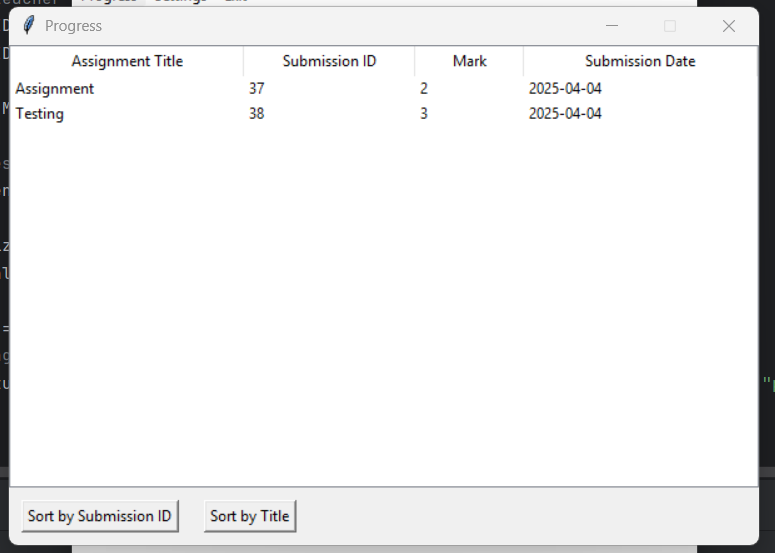 Progress
Assignment Title Submission ID Mark Submission Date
Assignment 37 2 2025-04-04
Testing 38 3 2025-04-04
Sort by Submission ID Sort by Title